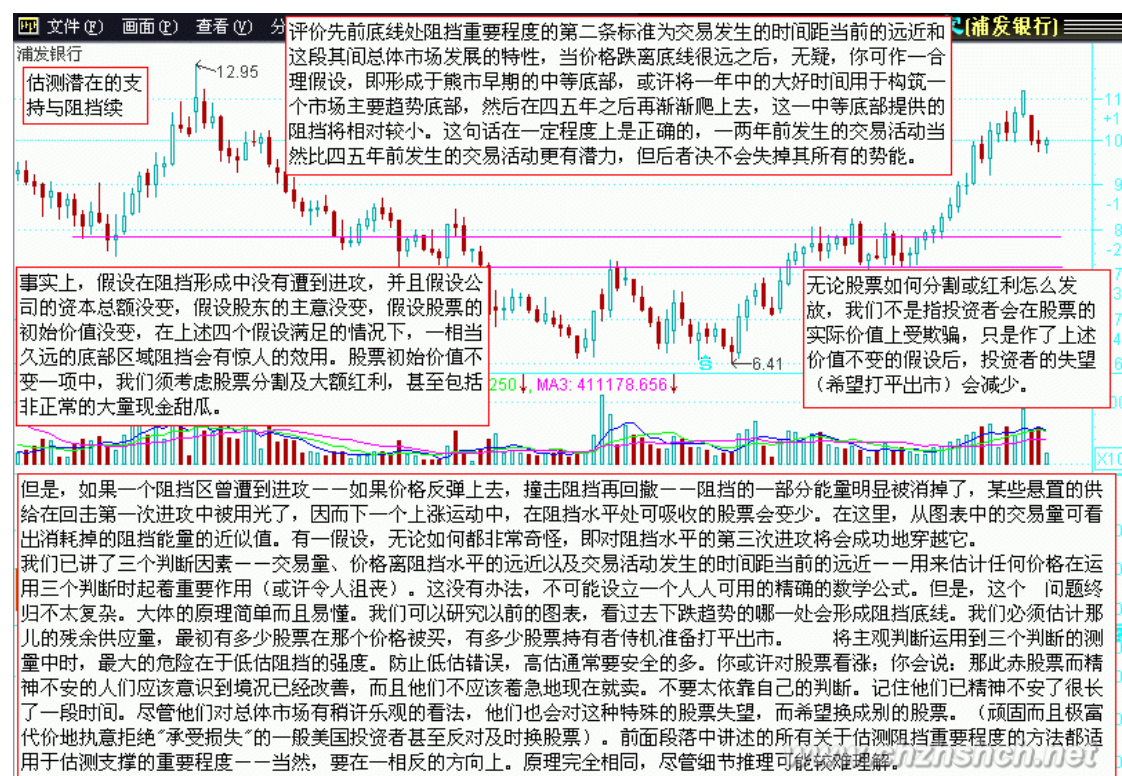 文件(F) 画面(P) 查看(V) 分
[浦发银行]
浦发银行
估测潜在的支
持与阻挡续
评价先前底线处阻挡重要程度的第二条标准为交易发生的时间距当前的远近和
这段其间总体市场发展的特性，当价格跌离底线很远之后，无疑，你可作一合
理假设，即形成于熊市早期的中等底部，或许将一年中的大好时间用于构筑一
个市场主要趋势底部，然后在四五年之后再渐渐爬上去，这一中等底部提供的
阻挡将相对较小。这句话在一定程度上是正确的，一两年前发生的交易活动当
然比四五年前发生的交易活动更有潜力，但后者决不会失掉其所有的势能。
12.95
11
10
9
8
事实上，假设在阻挡形成中没有遭到进攻，并且假设公
司的资本总额没变，假设股东的主意没变，假设股票的
初始价值没变，在上述四个假设满足的情况下，一相当
久远的底部区域阻挡会有惊人的效用。股票初始价值不
变一项中，我们须考虑股票分割及大额红利，甚至包括
非正常的大量现金甜瓜。
无论股票如何分割或红利怎么发
放，我们不是指投资者会在股票的
实际价值上受欺骗，只是作了上述
价值不变的假设后，投资者的失望
（希望打平出市）会减少。
S
6.41
250↓, MA3: 411178.656↓
X10
但是，如果一个阻挡区曾遭到进攻——如果价格反弹上去，撞击阻挡再回撤——阻挡的一部分能量明显被消掉了，某些悬置的供
给在回击第一次进攻中被用光了，因而下一个上涨运动中，在阻挡水平处可吸收的股票会变少。在这里，从图表中的交易量可看
出消耗掉的阻挡能量的近似值。有一假设，无论如何都非常奇怪，即对阻挡水平的第三次进攻将会成功地穿越它。
我们已讲了三个判断因素——交易量、价格离阻挡水平的远近以及交易活动发生的时间距当前的远近——用来估计任何价格在运
用三个判断时起着重要作用（或许令人沮丧）。这没有办法，不可能设立一个人人可用的精确的数学公式。但是，这个 问题终
归不太复杂。大体的原理简单而且易懂。我们可以研究以前的图表，看过去下跌趋势的哪一处会形成阻挡底线。我们必须估计那
儿的残余供应量，最初有多少股票在那个价格被买，有多少股票持有者侍机准备打平出市。 将主观判断运用到三个判断的测
量中时，最大的危险在于低估阻挡的强度。防止低估错误，高估通常要安全的多。你或许对股票看涨；你会说：那此赤股票而精
神不安的人们应该意识到境况已经改善，而且他们不应该着急地现在就卖。不要太依靠自己的判断。记住他们已精神不安了很长
了一段时间。尽管他们对总体市场有稍许乐观的看法，他们也会对这种特殊的股票失望，而希望换成别的股票。（顽固而且极富
代价地执意拒绝"承受损失"的一般美国投资者甚至反对及时换股票）。前面段落中讲述的所有关于估测阻挡重要程度的方法都适
用于估测支撑的重要程度——当然，要在一相反的方向上。原理完全相同，尽管细节推理可能较难理解。
www.cnznsncn.net